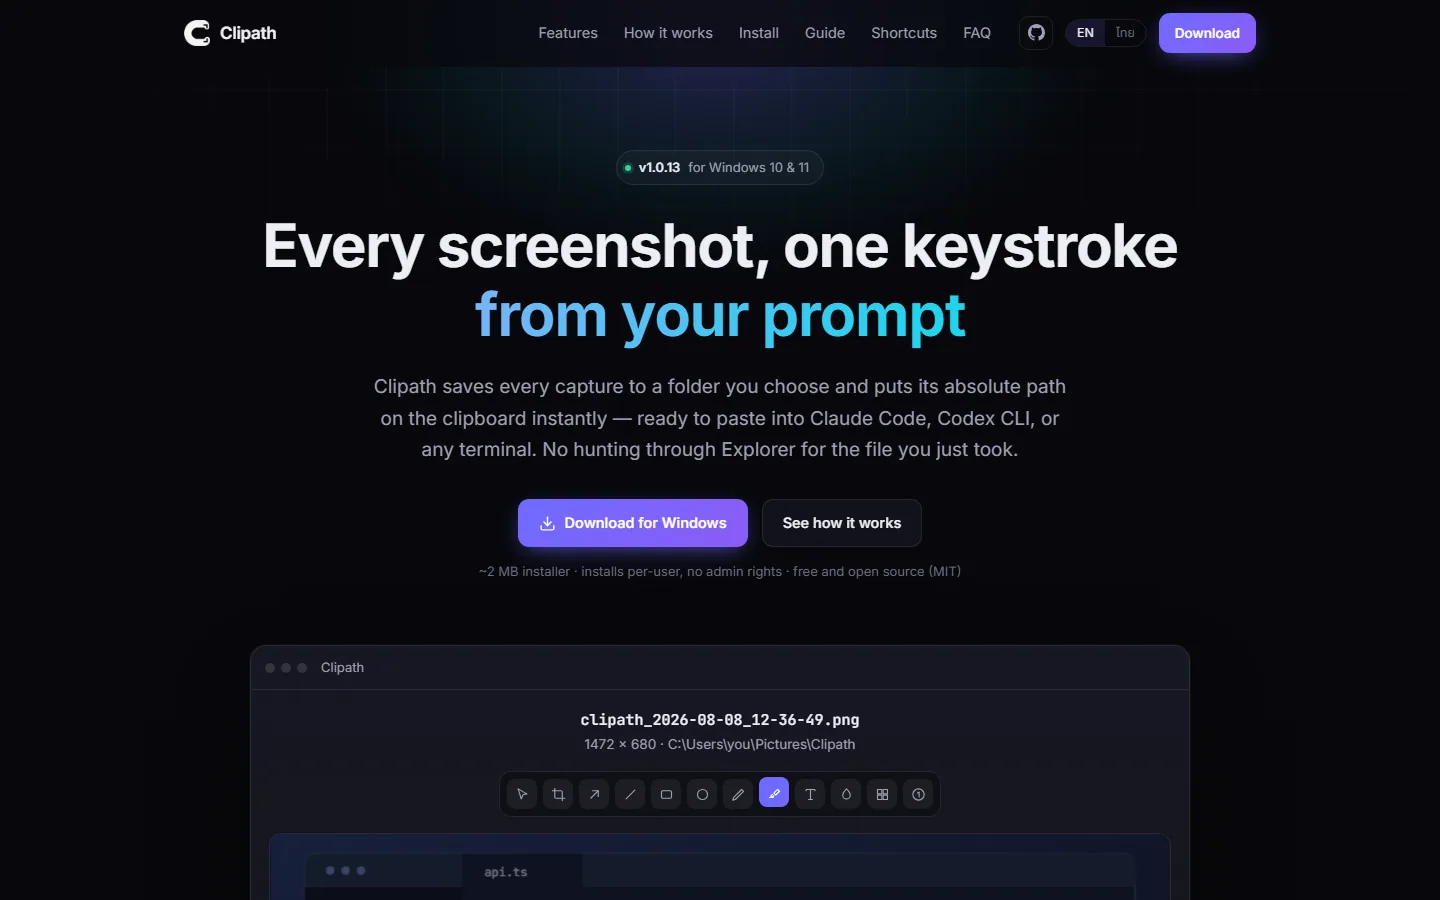 Clipath
Features
How it works
Install
Guide
Shortcuts
FAQ
EN
ไทย
Download
v1.0.13 for Windows 10 & 11
Every screenshot, one keystroke
from your prompt
Clipath saves every capture to a folder you choose and puts its absolute path
on the clipboard instantly — ready to paste into Claude Code, Codex CLI, or
any terminal. No hunting through Explorer for the file you just took.
Download for Windows
See how it works
~2 MB installer · installs per-user, no admin rights · free and open source (MIT)
Clipath
clipath_2026-08-08_12-36-49.png
1472 × 680 · C:\Users\you\Pictures\Clipath
api.ts